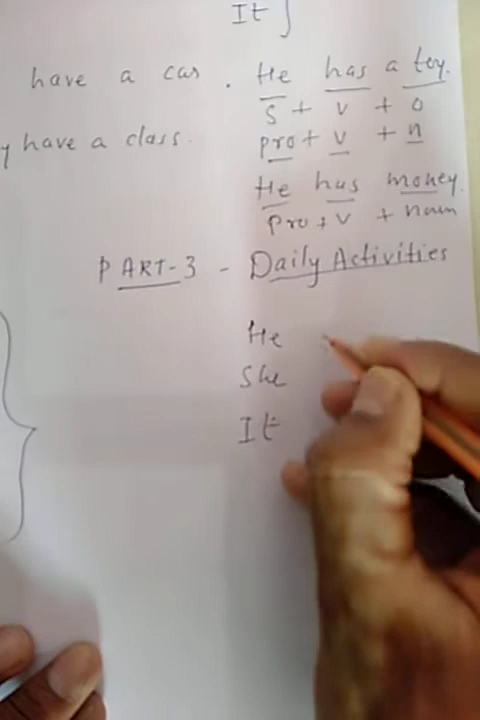 It }
have a car . He has a toy.
S + V + O
y have a class. pro + V + n
He has money.
Pro + V + noun
PART-3 - Daily Activities
He
She
It